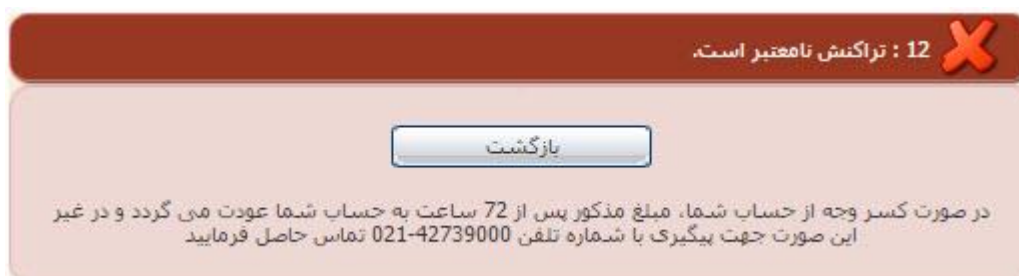 12 : تراکنش نامعتبر است.
بازگشت
در صورت کسر وجه از حساب شما، مبلغ مذکور پس از 72 ساعت به حساب شما عودت می گردد و در غیر
این صورت جهت پیگیری با شماره تلفن 42739000-021 تماس حاصل فرمایید